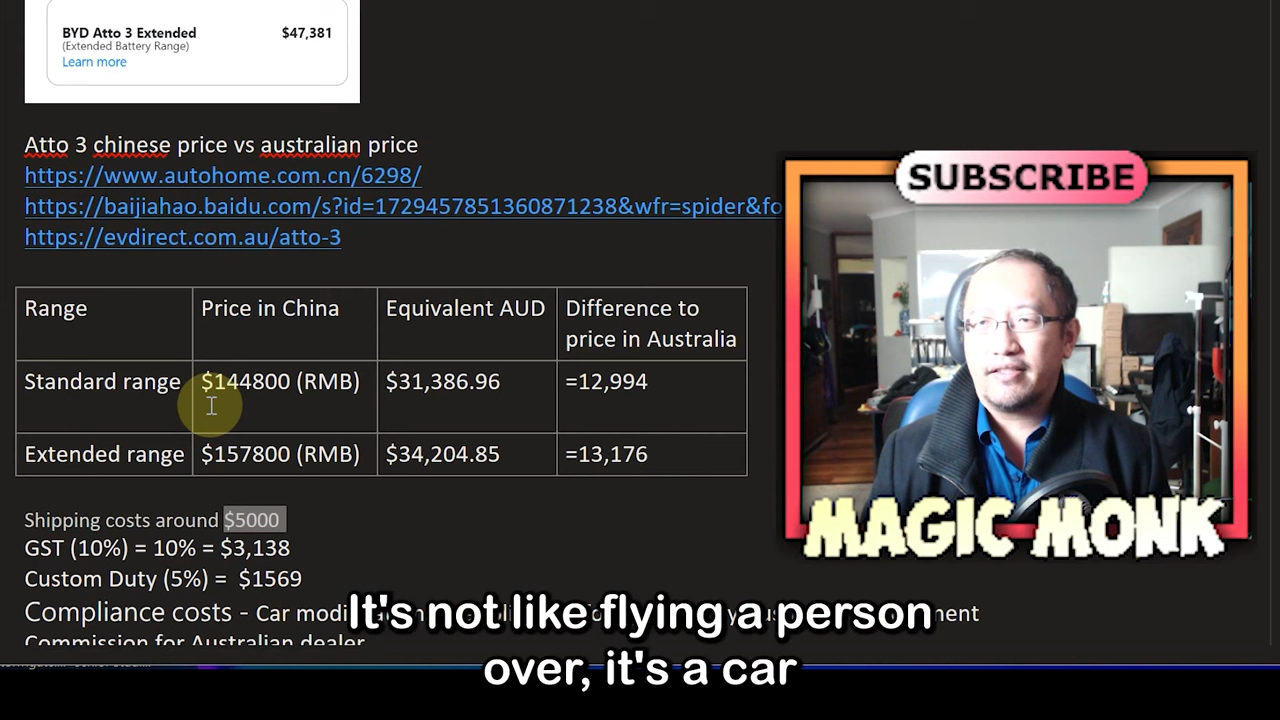 BYD Atto 3 Extended $47,381
(Extended Battery Range)
Learn more
Atto 3 chinese price vs australian price
https://www.autohome.com.cn/6298/
https://baijiahao.baidu.com/s?id=1729457851360871238&wfr=spider&fo
https://evdirect.com.au/atto-3
SUBSCRIBE
Range Price in China Equivalent AUD Difference to
price in Australia
Standard range $144800 (RMB) $31,386.96 =12,994
Extended range $157800 (RMB) $34,204.85 =13,176
MAGIC MONK
Shipping costs around $5000
GST (10%) = 10% = $3,138
Custom Duty (5%) = $1569
Compliance costs - Car
Commission for Australian dealer
It's not like flying a person
over, it's a car